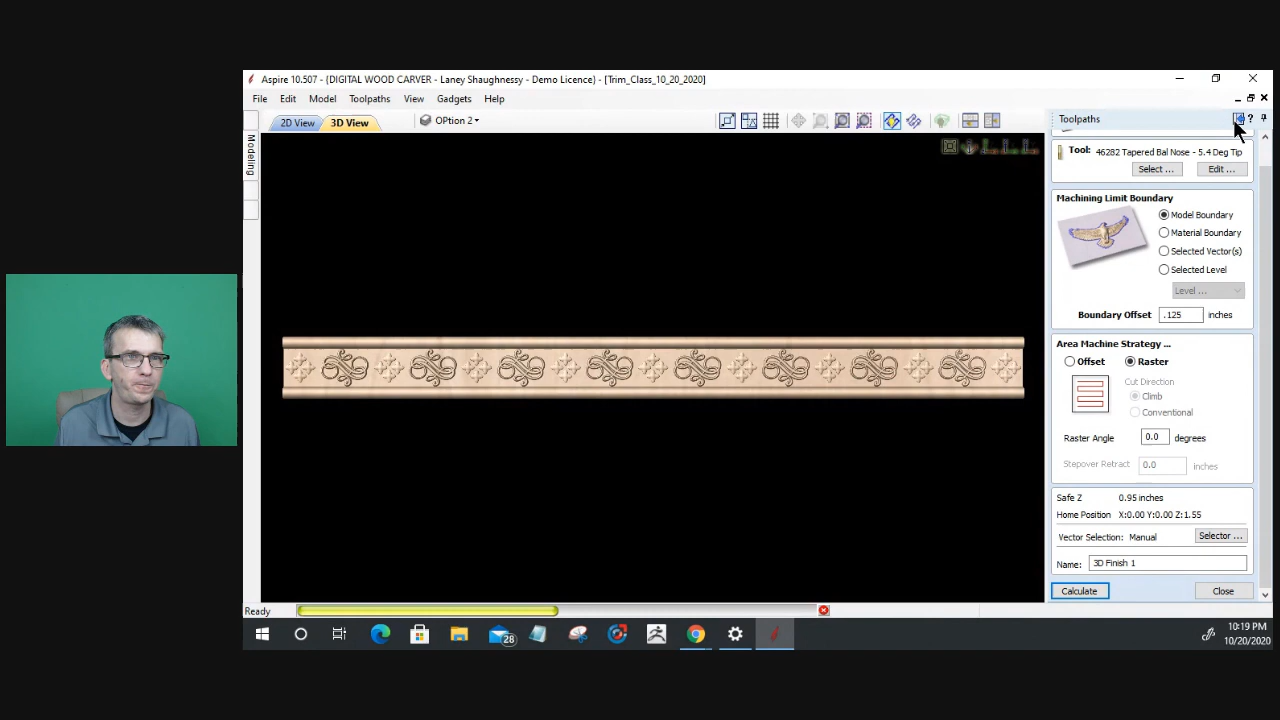 Aspire 10.507 - (DIGITAL WOOD CARVER - Laney Shaughnessy - Demo Licence) - [Trim_Class_10_20_2020]
File Edit Model Toolpaths View Gadgets Help
2D View 3D View OPtion 2
Modeling
Toolpaths
Tool: 46282 Tapered Bal Nose - 5.4 Deg Tip
Select ... Edit ...
Machining Limit Boundary
Model Boundary
Material Boundary
Selected Vector(s)
Selected Level
Level ...
Boundary Offset .125 inches
Area Machine Strategy ...
Offset Raster
Cut Direction
Climb
Conventional
Raster Angle 0.0 degrees
Stepover Retract 0.0 inches
Safe Z 0.95 inches
Home Position X:0.00 Y:0.00 Z:1.55
Vector Selection: Manual Selector ...
Name: 3D Finish 1
Calculate Close
Ready
28
10:19 PM
10/20/2020